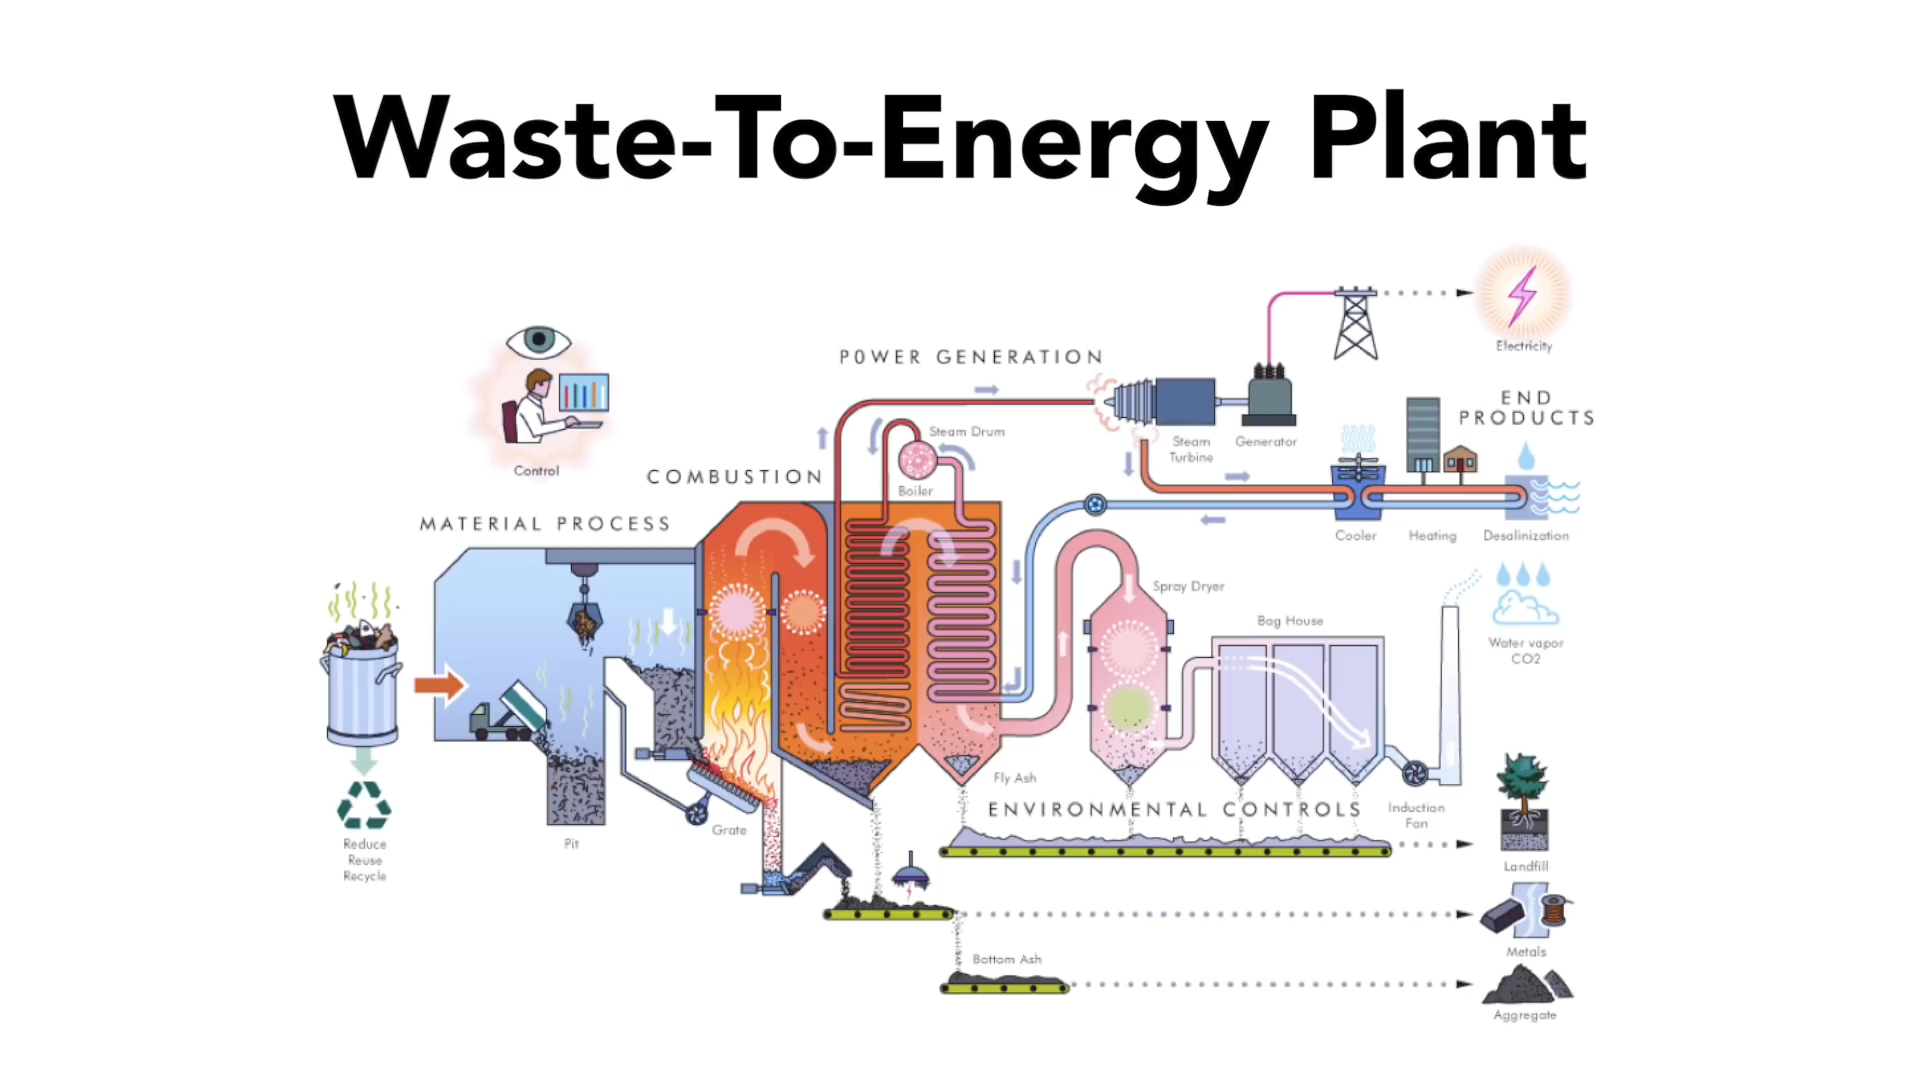 Waste-To-Energy Plant
Electricity
POWER GENERATION
END
PRODUCTS
Steam Drum
Steam
Turbine
Generator
Control
COMBUSTION
Boiler
MATERIAL PROCESS
Cooler
Heating
Desalinization
Spray Dryer
Bag House
Water vapor
CO2
Fly Ash
ENVIRONMENTAL CONTROLS
Induction
Fan
Grate
Pit
Reduce
Reuse
Recycle
Landfill
Metals
Bottom Ash
Aggregate